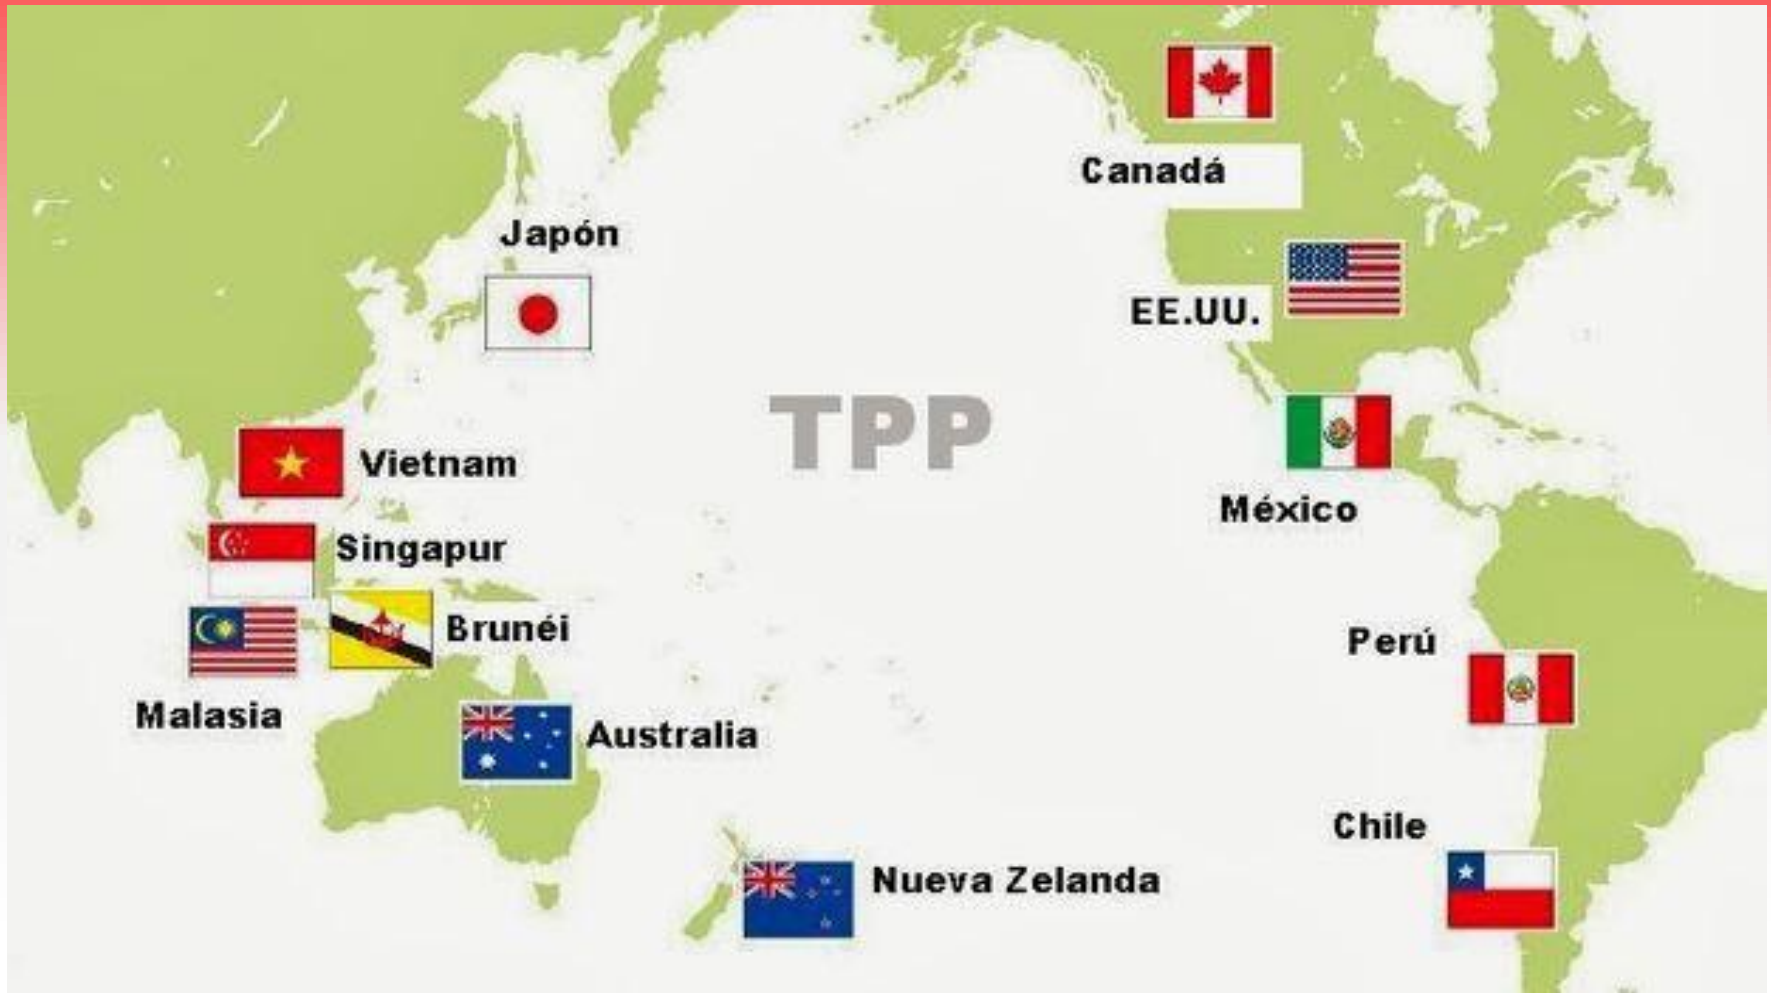 Canadá
Japón
EE.UU.
TPP
Vietnam
México
Singapur
Brunéi
Perú
Malasia
Australia
Chile
Nueva Zelanda